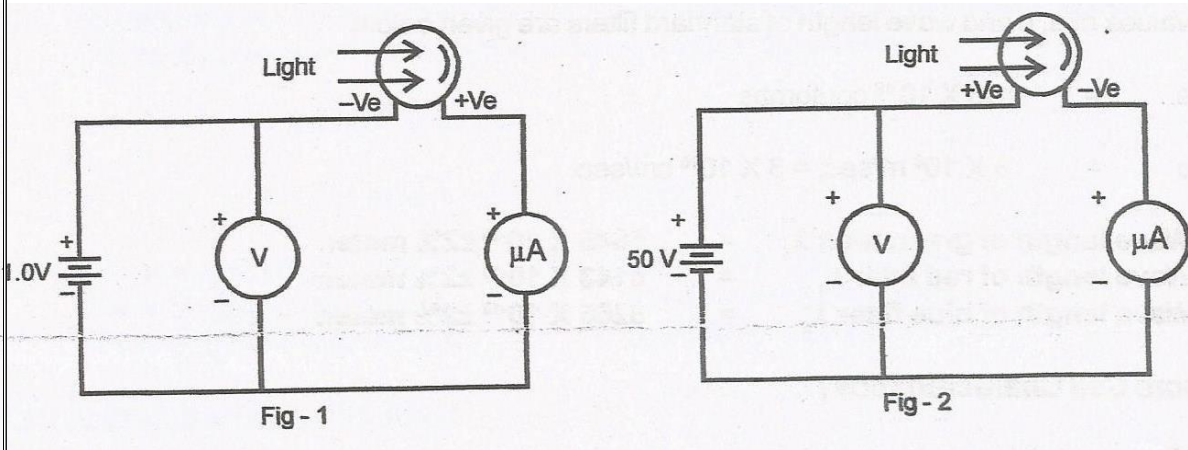 Light
–Ve
+Ve
+
1.0V
–
+
V
–
+
μA
–
Fig - 1
Light
+Ve
–Ve
+
50 V
–
+
V
–
+
μA
–
Fig - 2